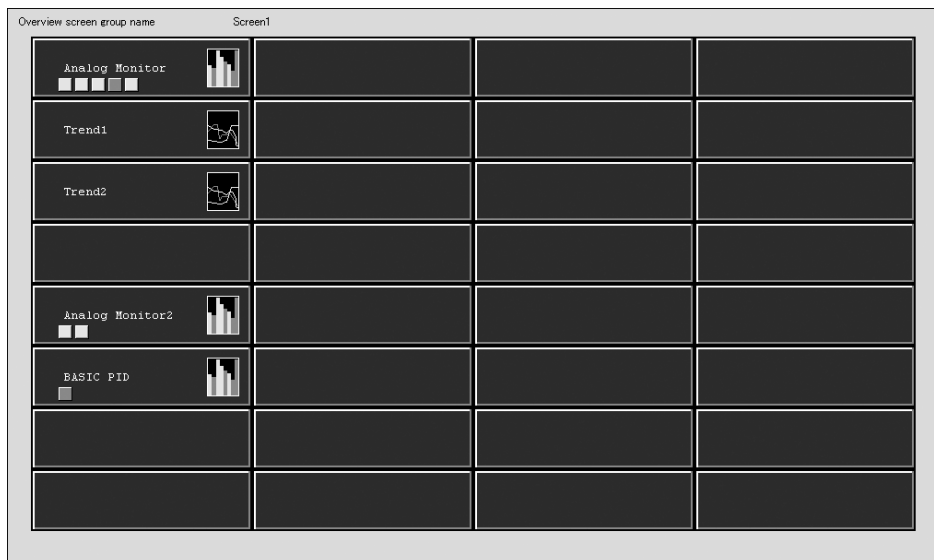 Overview screen group name Screen1
Analog Monitor
Trend1
Trend2
Analog Monitor2
BASIC PID